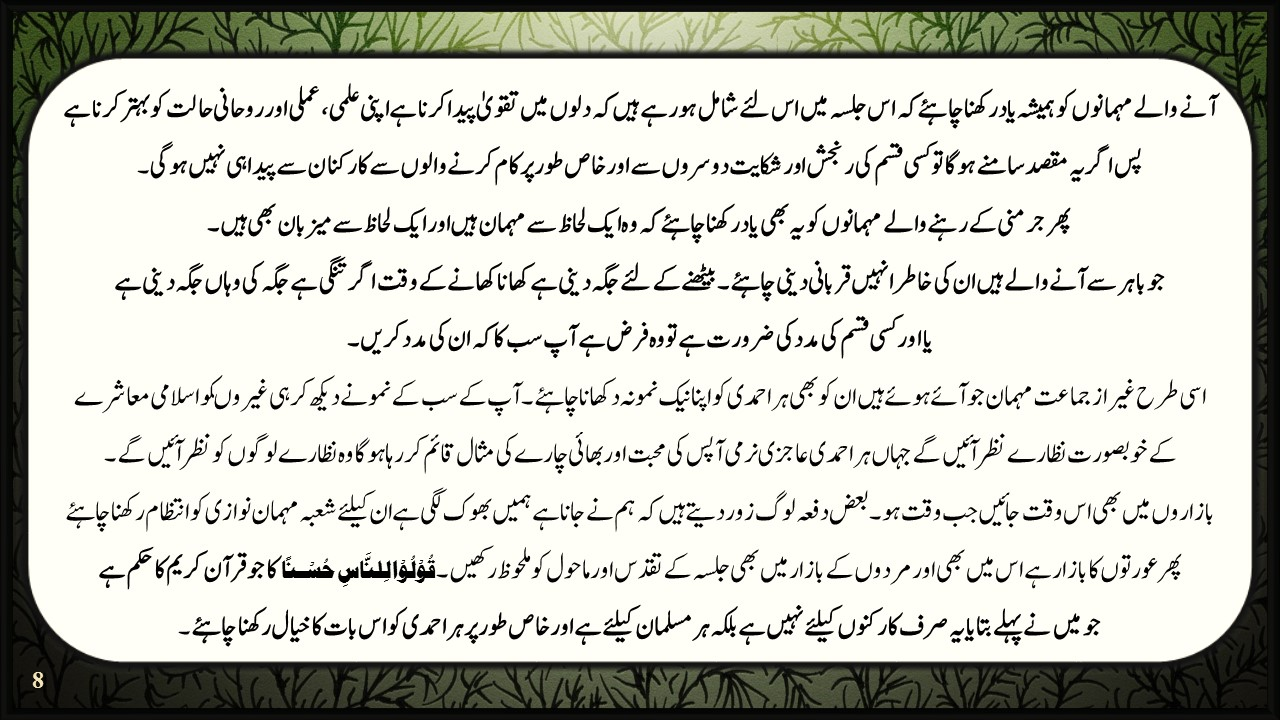 آنے والے مہمانوں کو ہمیشہ یاد رکھنا چاہئے کہ اس جلسہ میں اس لئے شامل ہورہے ہیں کہ دلوں میں تقویٰ پیدا کرنا ہے اپنی علمی، عملی اور روحانی حالت کو بہتر کرنا ہے
پس اگر یہ مقصد سامنے ہوگا تو کسی قسم کی رنجش اور شکایت دوسروں سے اور خاص طور پر کام کرنے والوں سے کارکنان سے پیدا ہی نہیں ہوگی۔
پھر جرمنی کے رہنے والے مہمانوں کو یہ بھی یاد رکھنا چاہئے کہ وہ ایک لحاظ سے مہمان ہیں اور ایک لحاظ سے میزبان بھی ہیں۔
جو باہر سے آنے والے ہیں ان کی خاطر انہیں قربانی دینی چاہئے۔ بیٹھنے کے لئے جگہ دینی ہے کھانا کھانے کے وقت اگر تنگی ہے جگہ کی وہاں جگہ دینی ہے
یا اور کسی قسم کی مدد کی ضرورت ہے تو وہ فرض ہے آپ سب کا کہ ان کی مدد کریں۔
اسی طرح غیر از جماعت مہمان جو آئے ہوئے ہیں ان کو بھی ہر احمدی کو اپنا نیک نمونہ دکھانا چاہئے۔ آپ کے سب کے نمونے دیکھ کر ہی غیروں کو اسلامی معاشرے
کے خوبصورت نظارے نظر آئیں گے جہاں ہر احمدی عاجزی نرمی آپس کی محبت اور بھائی چارے کی مثال قائم کر رہا ہو گا وہ نظارے لوگوں کو نظر آئیں گے۔
بازاروں میں بھی اس وقت جائیں جب وقت ہو۔ بعض دفعہ لوگ زور دیتے ہیں کہ ہم نے جانا ہے ہمیں بھوک لگی ہے ان کیلئے شعبہ مہمان نوازی کو انتظام رکھنا چاہئے
پھر عورتوں کا بازار ہے اس میں بھی اور مردوں کے بازار میں بھی جلسہ کے تقدس اور ماحول کو ملحوظ رکھیں۔ قُوْلُوْا لِلنَّاسِ حُسْنًا کا جو قرآن کریم کا حکم ہے
جو میں نے پہلے بتایا یہ صرف کارکنوں کیلئے نہیں ہے بلکہ ہر مسلمان کیلئے ہے اور خاص طور پر ہر احمدی کو اس بات کا خیال رکھنا چاہئے۔
8